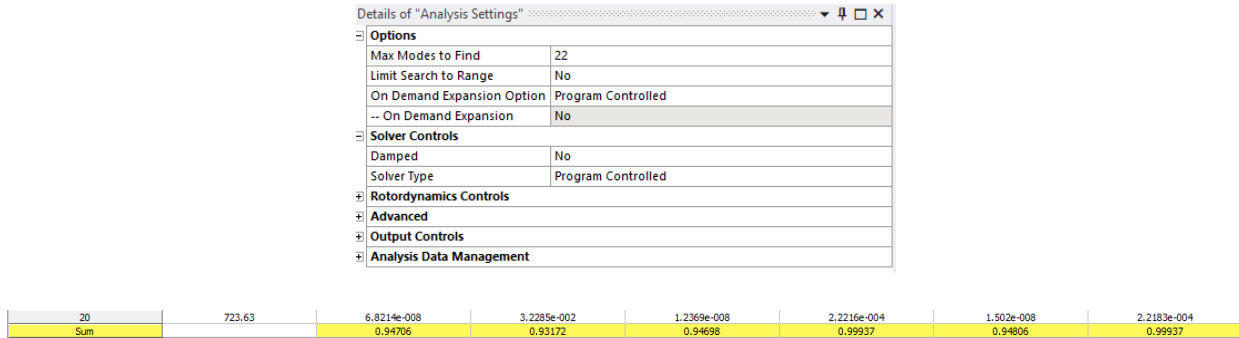 Details of "Analysis Settings"
Options
Max Modes to Find 22
Limit Search to Range No
On Demand Expansion Option Program Controlled
-- On Demand Expansion No
Solver Controls
Damped No
Solver Type Program Controlled
Rotordynamics Controls
Advanced
Output Controls
Analysis Data Management
20 723.63 6.8214e-008 3.2285e-002 1.2369e-008 2.2216e-004 1.502e-008 2.2183e-004
Sum 0.94706 0.93172 0.94698 0.99937 0.94806 0.99937